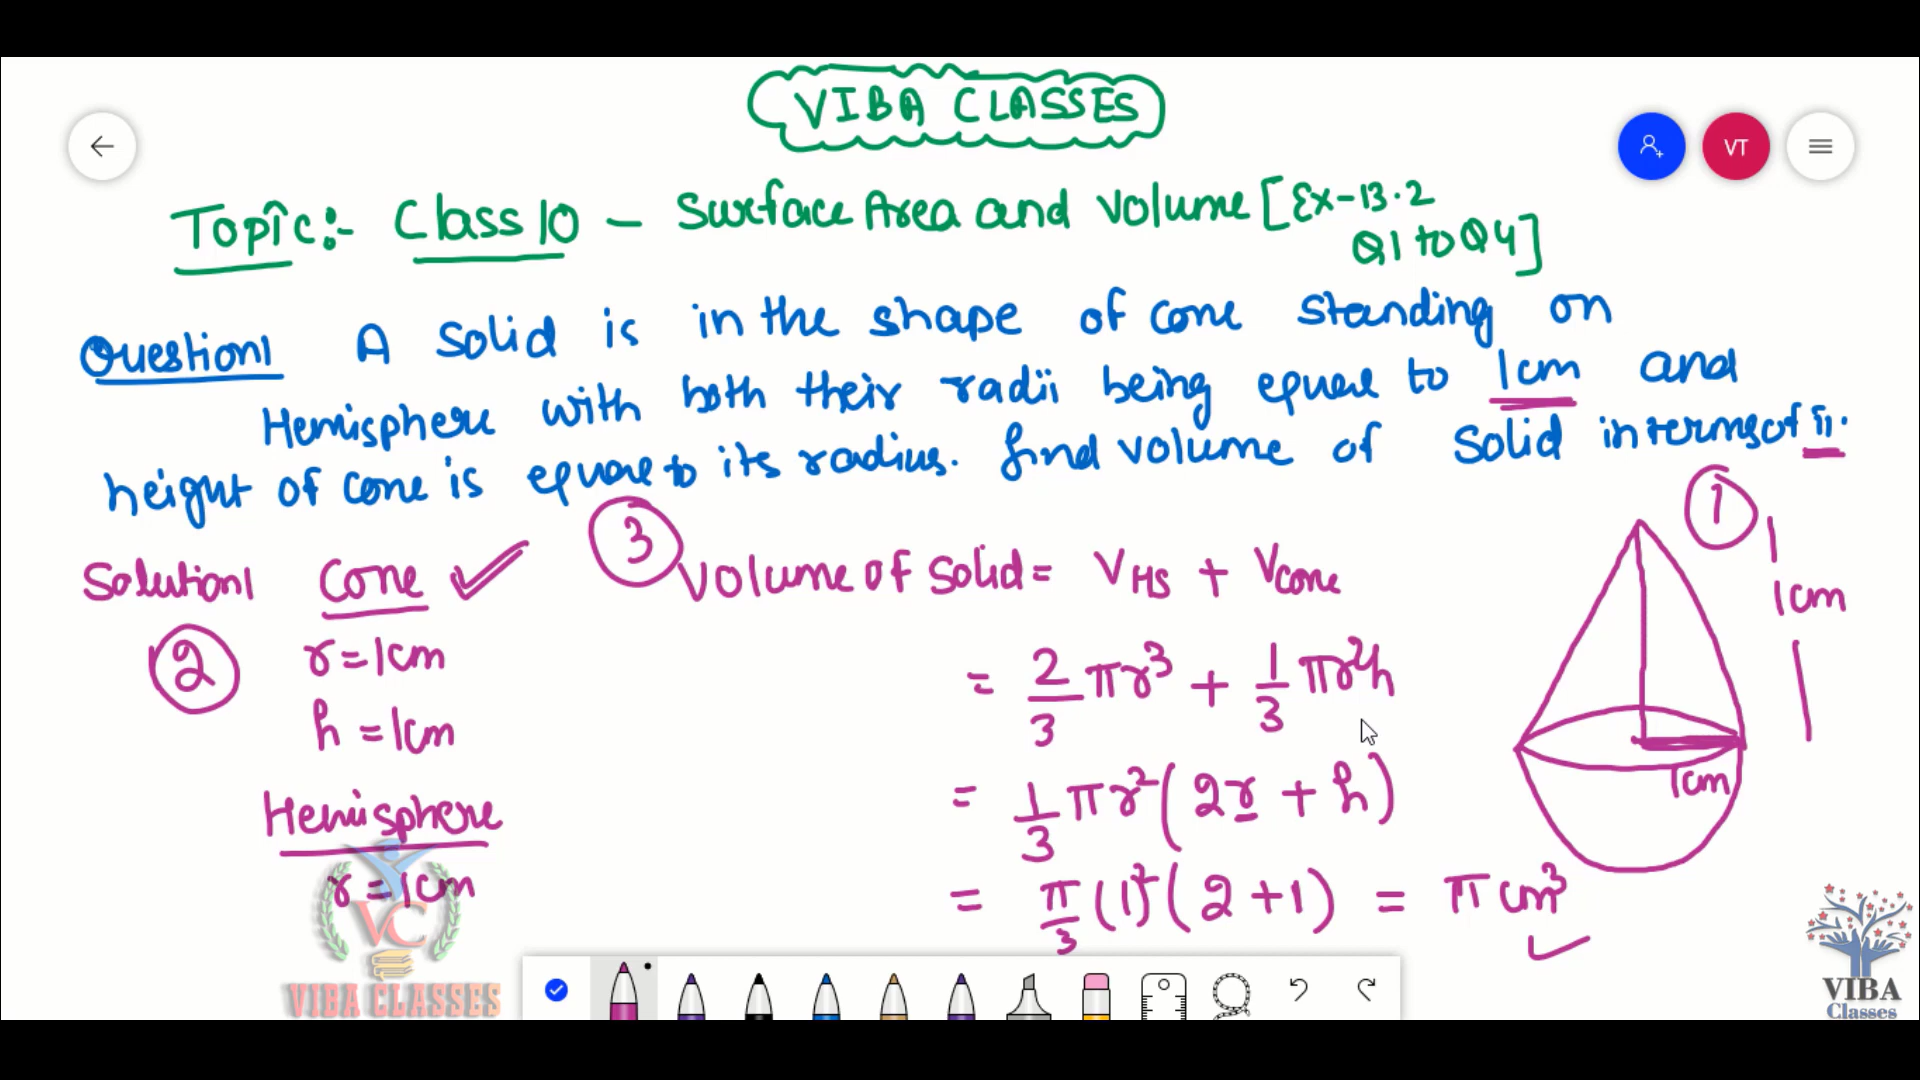 VIBA CLASSES
VT
Topic:- Class 10 - Surface Area and Volume [Ex-13.2
Q1 to Q4]
Question1 A Solid is in the shape of cone standing on
Hemisphere with both their radii being equal to 1cm and
height of cone is equal to its radius. find volume of solid interms of π.
Solution1 Cone ✓
② r = 1cm
h = 1cm
Hemisphere
r = 1cm
③ Volume of solid = V_HS + V_Cone
= 2/3 πr³ + 1/3 πr²h
= 1/3 πr² (2r + h)
= π/3 (1)² (2+1) = π cm³
①
1cm
1cm
VC
VIBA CLASSES
VIBA
Classes